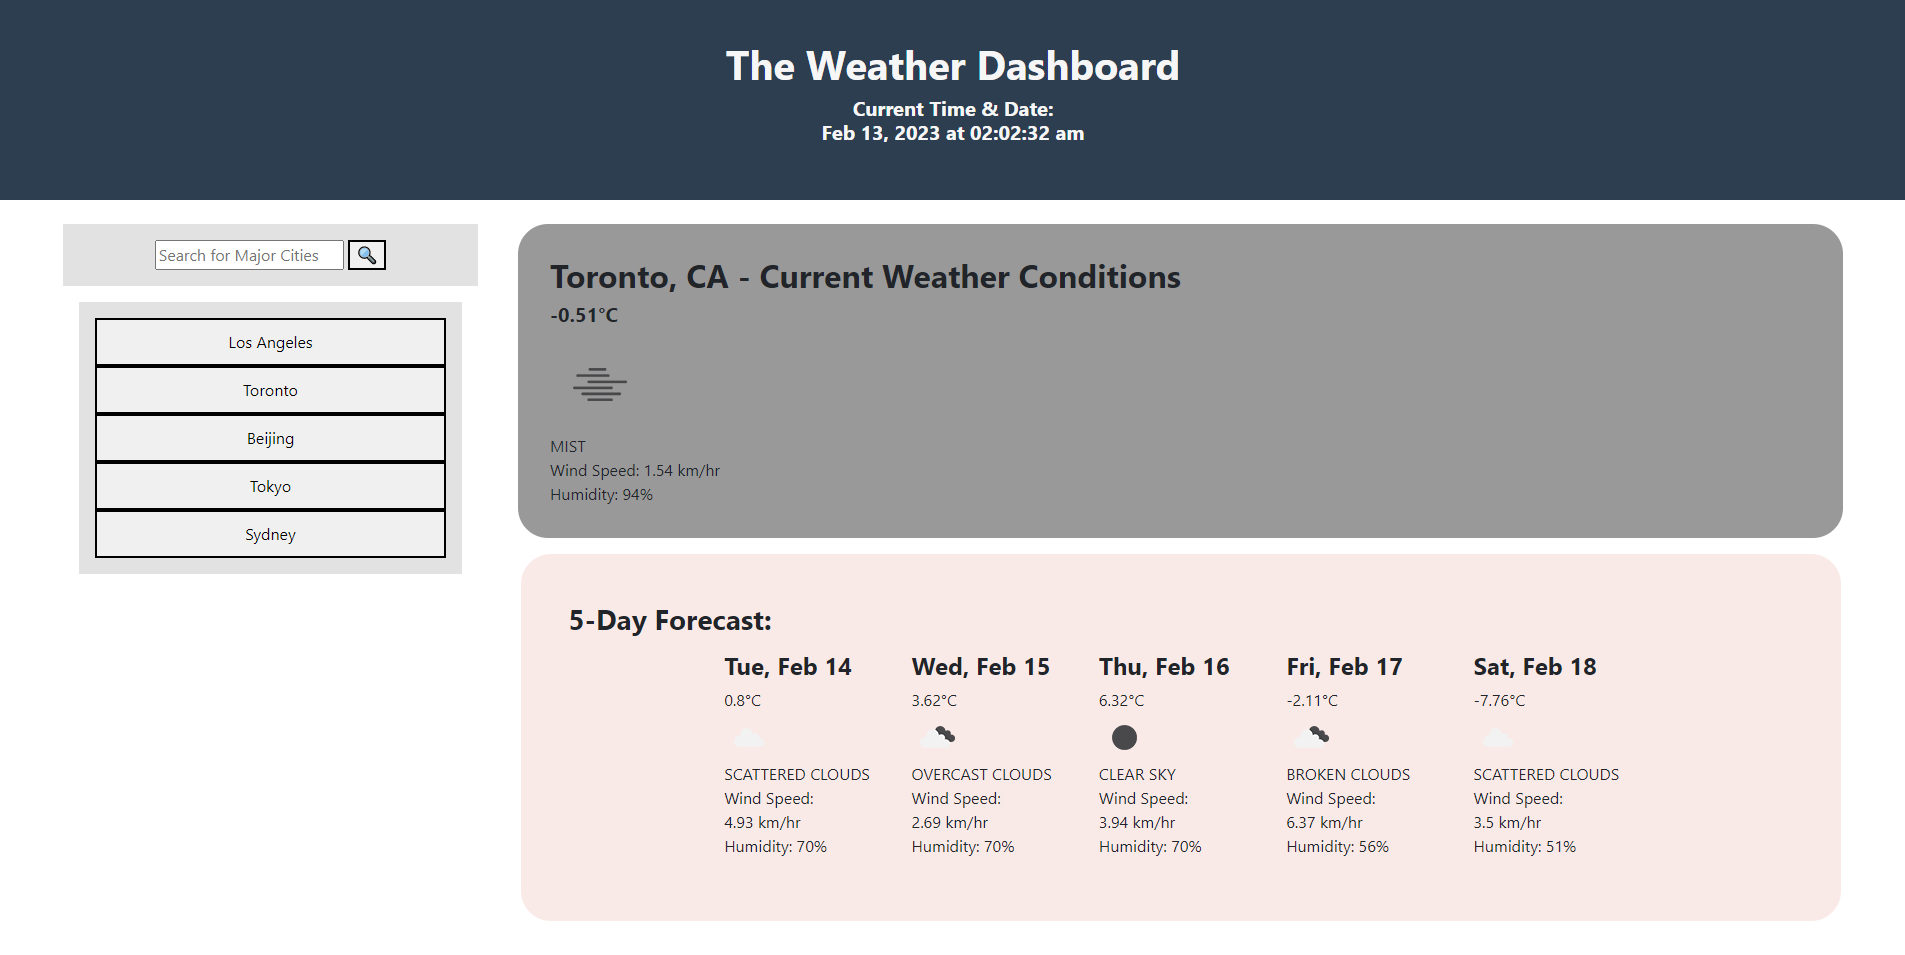 The Weather Dashboard
Current Time & Date:
Feb 13, 2023 at 02:02:32 am
Search for Major Cities
Los Angeles
Toronto
Beijing
Tokyo
Sydney
Toronto, CA - Current Weather Conditions
-0.51°C
MIST
Wind Speed: 1.54 km/hr
Humidity: 94%
5-Day Forecast:
Tue, Feb 14
0.8°C
SCATTERED CLOUDS
Wind Speed:
4.93 km/hr
Humidity: 70%
Wed, Feb 15
3.62°C
OVERCAST CLOUDS
Wind Speed:
2.69 km/hr
Humidity: 70%
Thu, Feb 16
6.32°C
CLEAR SKY
Wind Speed:
3.94 km/hr
Humidity: 70%
Fri, Feb 17
-2.11°C
BROKEN CLOUDS
Wind Speed:
6.37 km/hr
Humidity: 56%
Sat, Feb 18
-7.76°C
SCATTERED CLOUDS
Wind Speed:
3.5 km/hr
Humidity: 51%